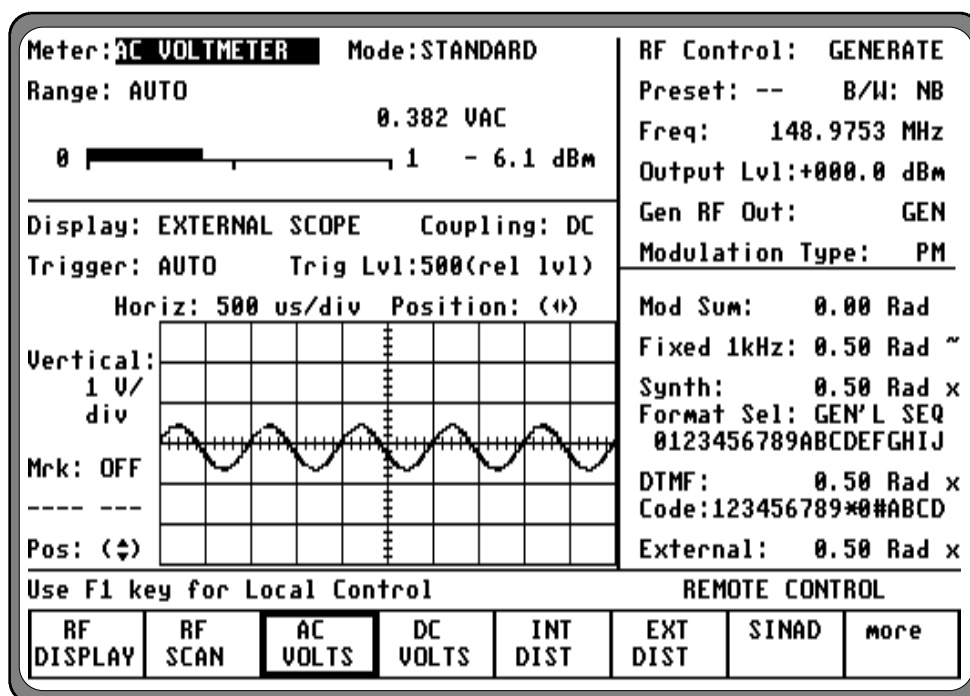 Meter:AC VOLTMETER Mode:STANDARD
Range: AUTO
0.382 VAC
0 1 - 6.1 dBm
Display: EXTERNAL SCOPE Coupling: DC
Trigger: AUTO Trig Lvl:500(rel lvl)
Horiz: 500 us/div Position: (◂▸)
Vertical:
1 V/
div
Mrk: OFF
---- ---
Pos: (▴▾)
RF Control: GENERATE
Preset: -- B/W: NB
Freq: 148.9753 MHz
Output Lvl:+000.0 dBm
Gen RF Out: GEN
Modulation Type: PM
Mod Sum: 0.00 Rad
Fixed 1kHz: 0.50 Rad ~
Synth: 0.50 Rad x
Format Sel: GEN'L SEQ
0123456789ABCDEFGHIJ
DTMF: 0.50 Rad x
Code:123456789*0#ABCD
External: 0.50 Rad x
Use F1 key for Local Control REMOTE CONTROL
RF DISPLAY
RF SCAN
AC VOLTS
DC VOLTS
INT DIST
EXT DIST
SINAD
more